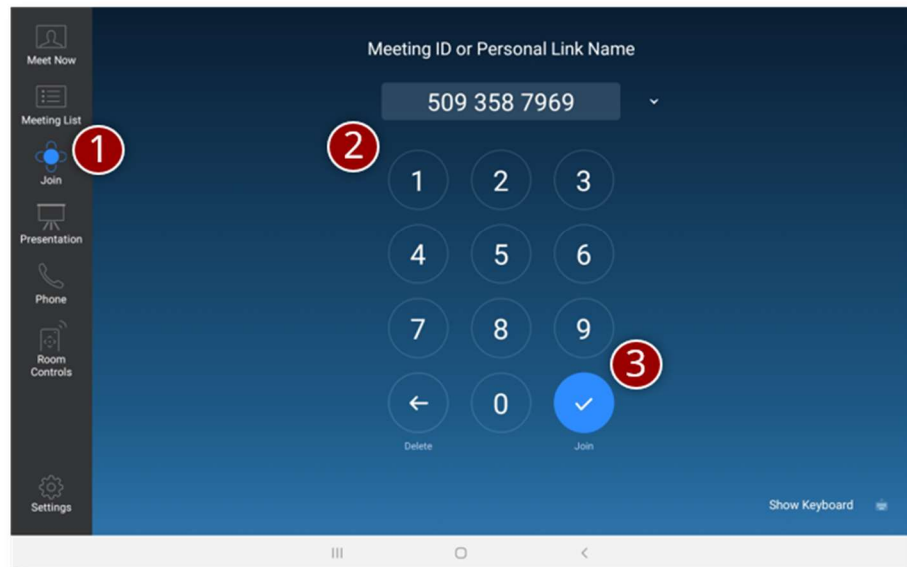 Meet Now
Meeting List
1
Join
Presentation
Phone
Room
Controls
Settings
Meeting ID or Personal Link Name
509 358 7969
2
1 2 3
4 5 6
7 8 9
3
0
Delete Join
Show Keyboard